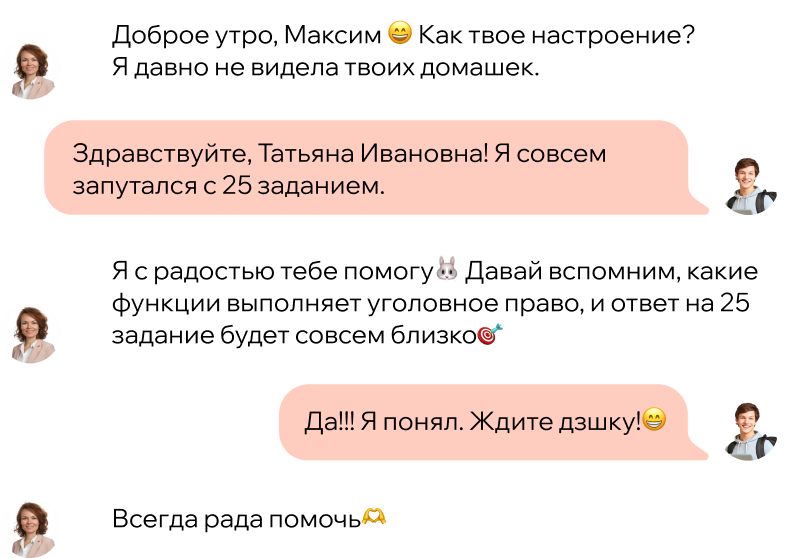 Доброе утро, Максим 😄 Как твое настроение?
Я давно не видела твоих домашек.
Здравствуйте, Татьяна Ивановна! Я совсем
запутался с 25 заданием.
Я с радостью тебе помогу🐰 Давай вспомним, какие
функции выполняет уголовное право, и ответ на 25
задание будет совсем близко🎯
Да!!! Я понял. Ждите дзшку!😁
Всегда рада помочь🫶